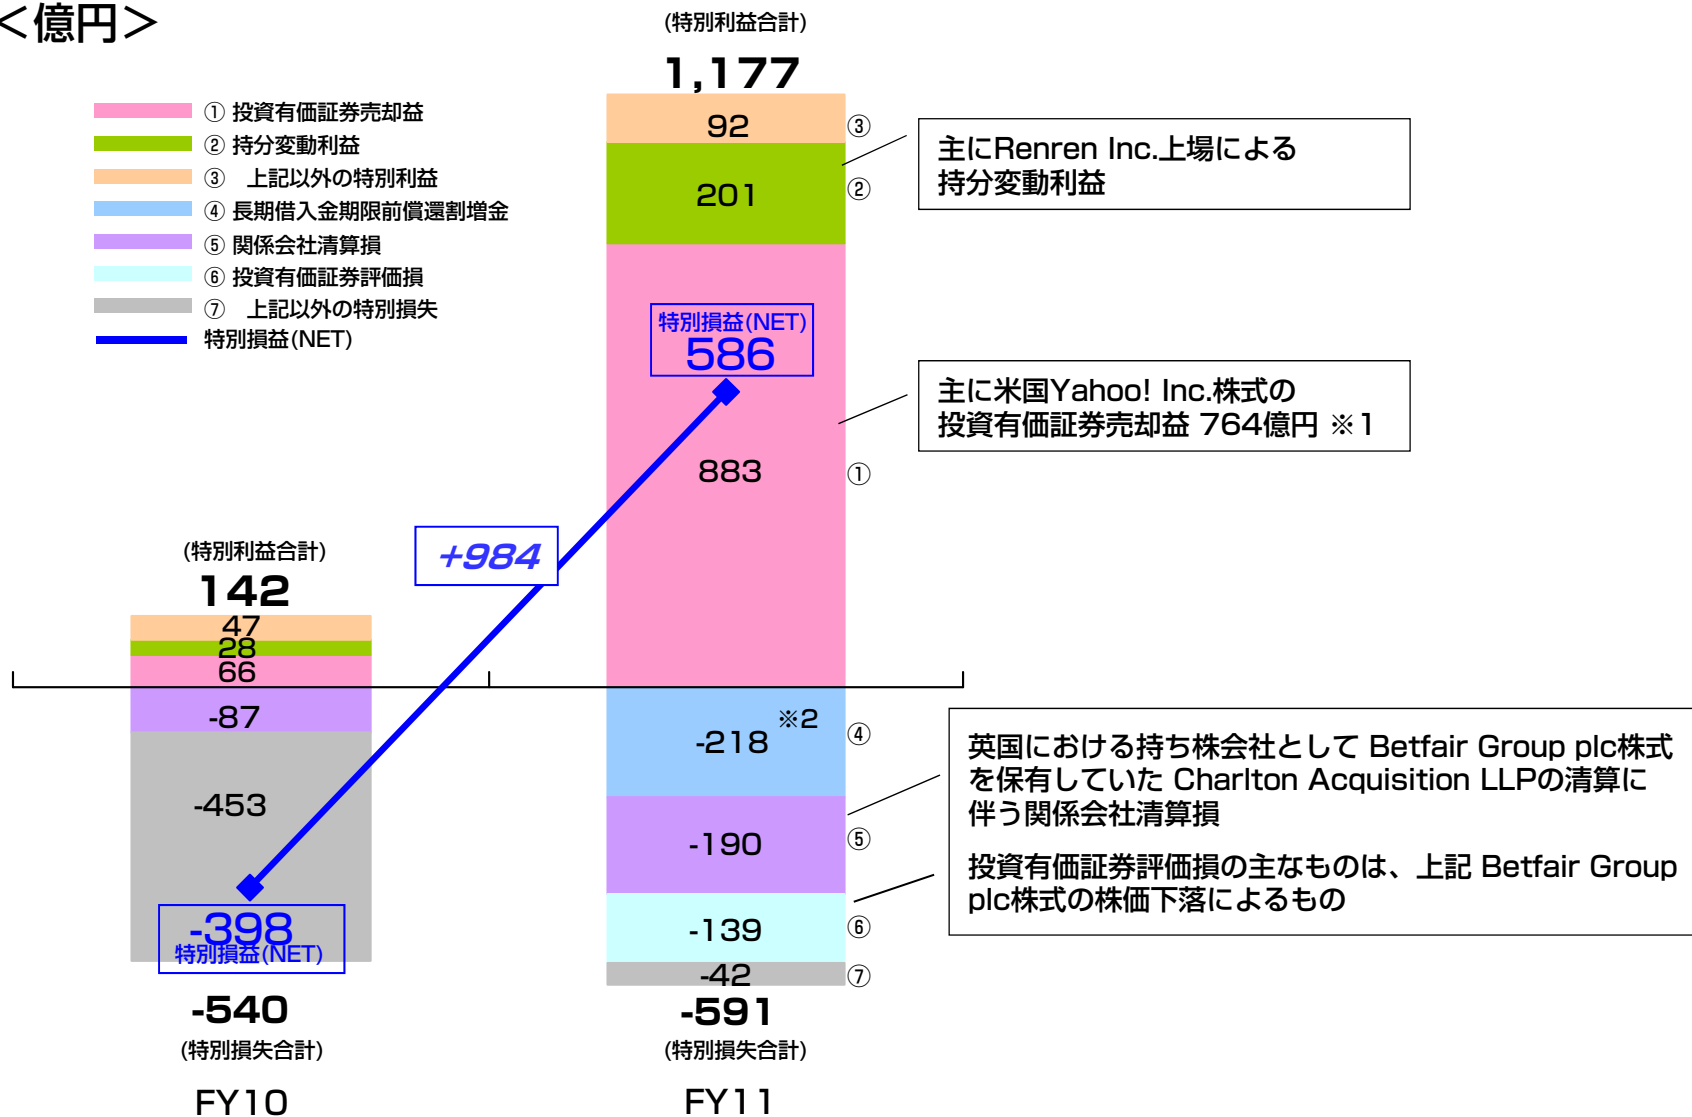 ＜億円＞
① 投資有価証券売却益
② 持分変動利益
③ 上記以外の特別利益
④ 長期借入金期限前償還割増金
⑤ 関係会社清算損
⑥ 投資有価証券評価損
⑦ 上記以外の特別損失
特別損益(NET)
(特別利益合計)
142
47
28
66
-87
-453
-398
特別損益(NET)
-540
(特別損失合計)
FY10
+984
(特別利益合計)
1,177
92
③
201
②
特別損益(NET)
586
883
①
-218
※2
④
-190
⑤
-139
⑥
-42
⑦
-591
(特別損失合計)
FY11
主にRenren Inc.上場による
持分変動利益
主に米国Yahoo! Inc.株式の
投資有価証券売却益 764億円 ※1
英国における持ち株会社として Betfair Group plc株式
を保有していた Charlton Acquisition LLPの清算に
伴う関係会社清算損
投資有価証券評価損の主なものは、上記 Betfair Group
plc株式の株価下落によるもの